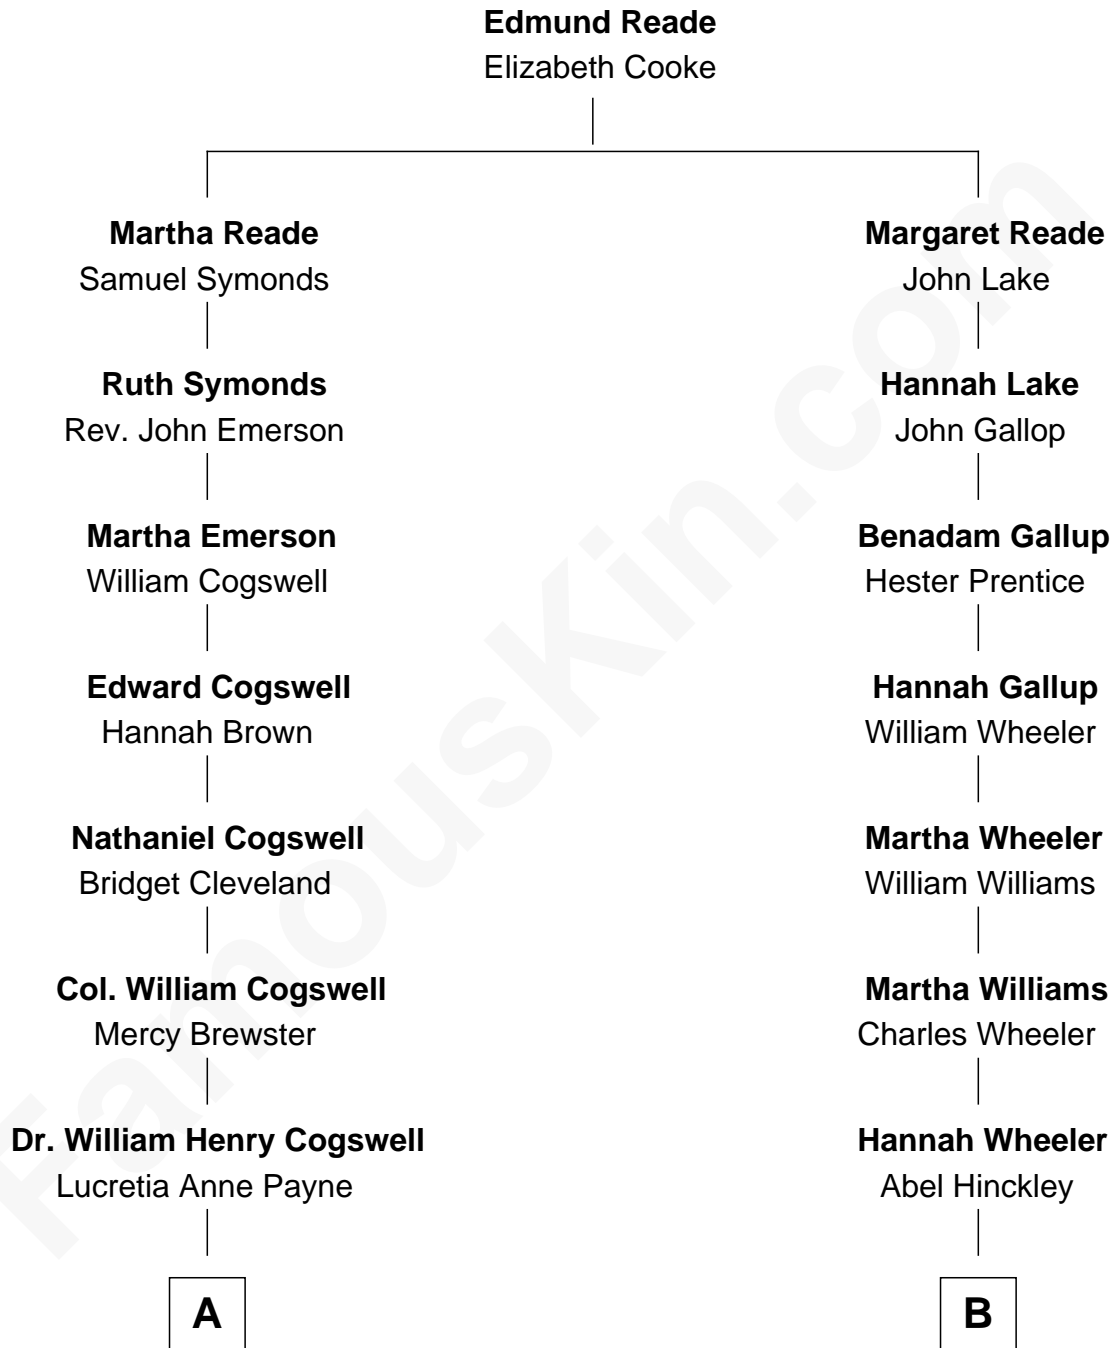 Edmund Reade
Elizabeth Cooke
Martha Reade
Samuel Symonds
Margaret Reade
John Lake
Ruth Symonds
Rev. John Emerson
Hannah Lake
John Gallop
Martha Emerson
William Cogswell
Benadam Gallup
Hester Prentice
Edward Cogswell
Hannah Brown
Hannah Gallup
William Wheeler
Nathaniel Cogswell
Bridget Cleveland
Martha Wheeler
William Williams
Col. William Cogswell
Mercy Brewster
Martha Williams
Charles Wheeler
Dr. William Henry Cogswell
Lucretia Anne Payne
Hannah Wheeler
Abel Hinckley
A
B
FamousKin.com